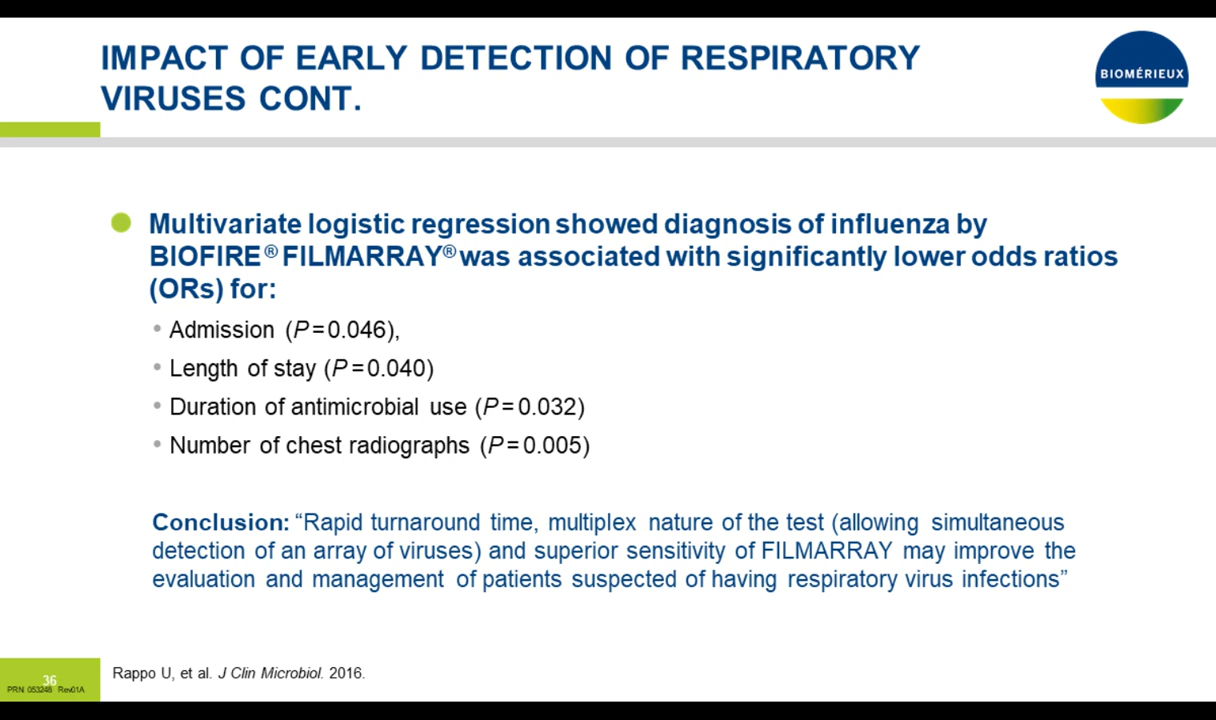 IMPACT OF EARLY DETECTION OF RESPIRATORY
VIRUSES CONT.
BIOMÉRIEUX
Multivariate logistic regression showed diagnosis of influenza by
BIOFIRE® FILMARRAY® was associated with significantly lower odds ratios
(ORs) for:
• Admission (P=0.046),
• Length of stay (P=0.040)
• Duration of antimicrobial use (P=0.032)
• Number of chest radiographs (P=0.005)
Conclusion: “Rapid turnaround time, multiplex nature of the test (allowing simultaneous
detection of an array of viruses) and superior sensitivity of FILMARRAY may improve the
evaluation and management of patients suspected of having respiratory virus infections”
36
PRN 053248 Rev01A
Rappo U, et al. J Clin Microbiol. 2016.